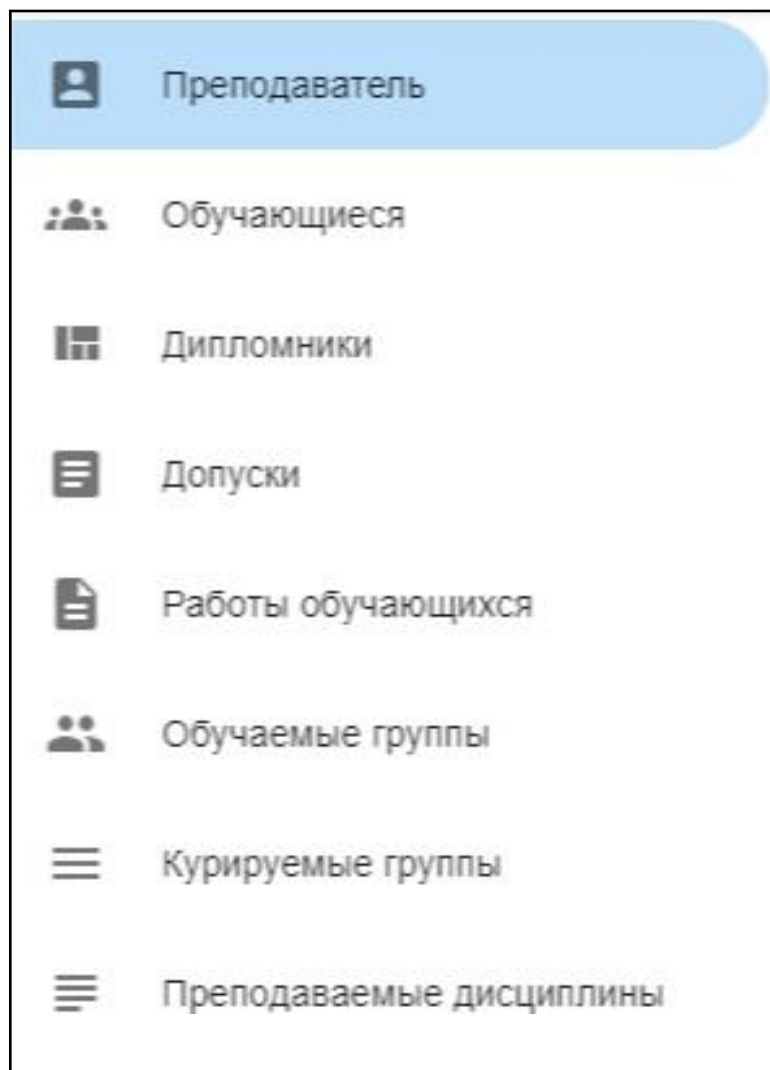 Преподаватель
Обучающиеся
Дипломники
Допуски
Работы обучающихся
Обучаемые группы
Курируемые группы
Преподаваемые дисциплины